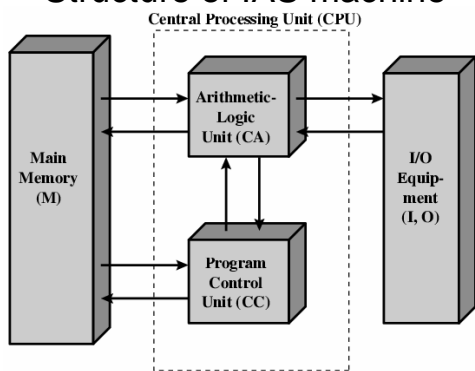 Structure of IAS machine
Central Processing Unit (CPU)
Arithmetic-
Logic
Unit (CA)
Main
Memory
(M)
I/O
Equip-
ment
(I, O)
Program
Control
Unit (CC)